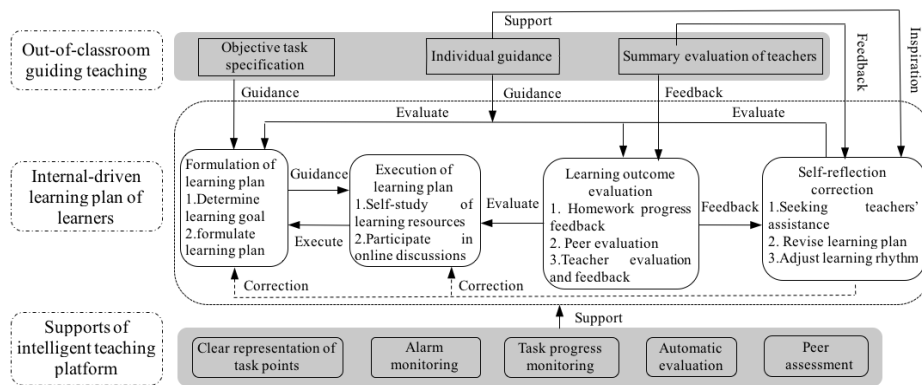 Support
Out-of-classroom
guiding teaching
Objective task
specification
Individual guidance
Summary evaluation of teachers
Feedback
Inspiration
Guidance
Guidance
Feedback
Evaluate
Evaluate
Internal-driven
learning plan of
learners
Formulation of
learning plan
1.Determine
learning goal
2.formulate
learning plan
Guidance
Execute
Execution of
learning plan
1.Self-study of
learning resources
2.Participate in
online discussions
Evaluate
Learning outcome
evaluation
1. Homework progress
feedback
2. Peer evaluation
3.Teacher evaluation
and feedback
Feedback
Self-reflection
correction
1.Seeking teachers'
assistance
2. Revise learning plan
3.Adjust learning rhythm
Correction
Correction
Support
Supports of
intelligent teaching
platform
Clear representation of
task points
Alarm
monitoring
Task progress
monitoring
Automatic
evaluation
Peer
assessment